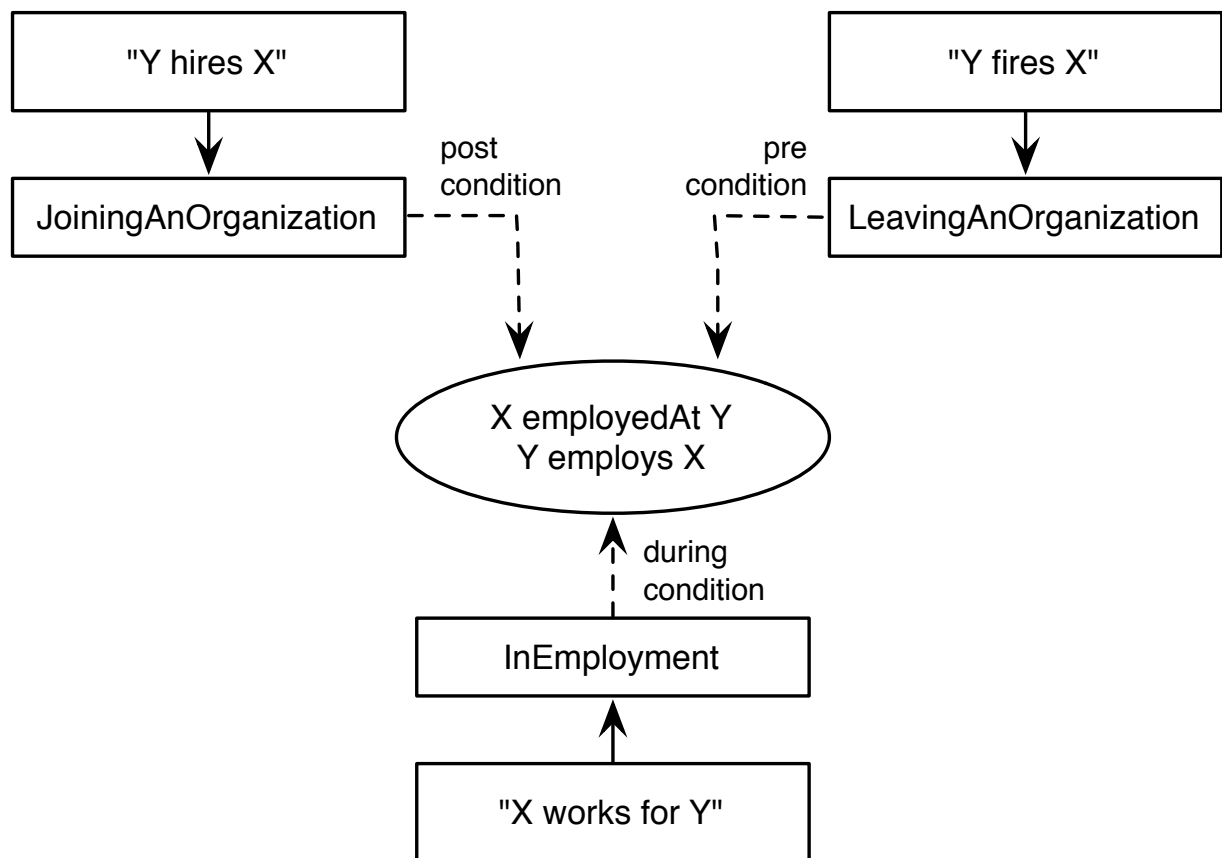 "Y hires X"
"Y fires X"
post
condition
pre
condition
JoiningAnOrganization
LeavingAnOrganization
X employedAt Y
Y employs X
during
condition
InEmployment
"X works for Y"